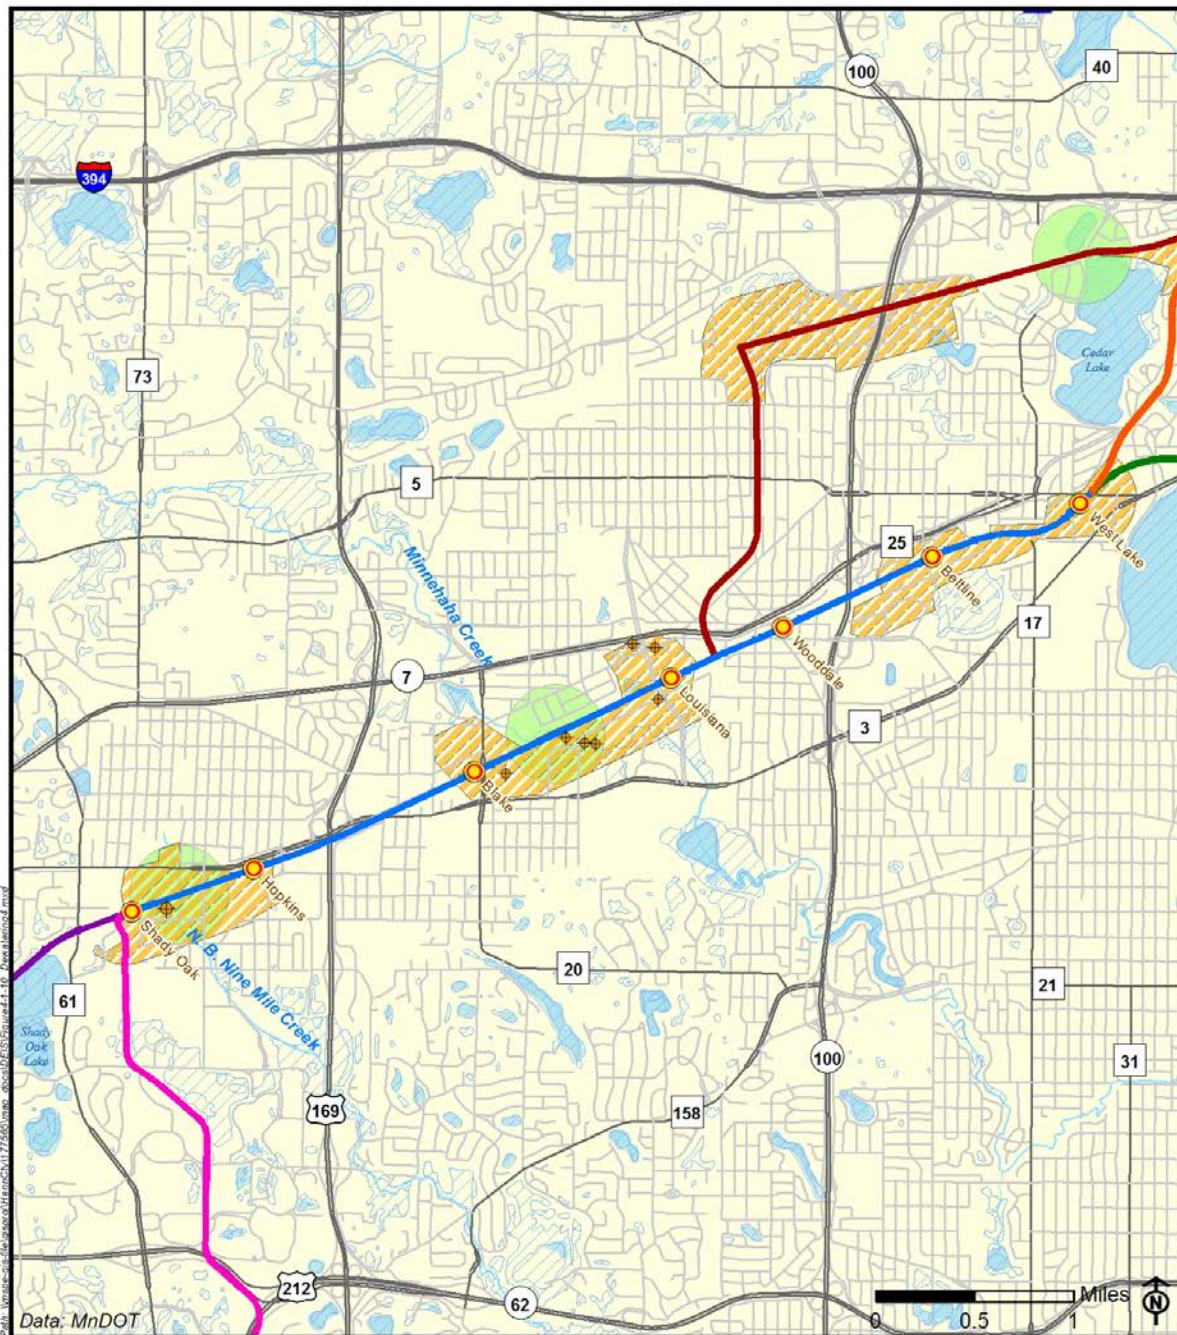 40
100
394
Cedar
Lake
73
5
West Lake
25
Beltline
Minnehaha Creek
17
Wooddale
7
Louisiana
3
Blake
Hopkins
Shady Oak
N. B. Nine Mile Creek
20
61
21
Shady
Oak
Lake
100
31
169
158
212
62
Miles
0 0.5 1
N
Data: MnDOT